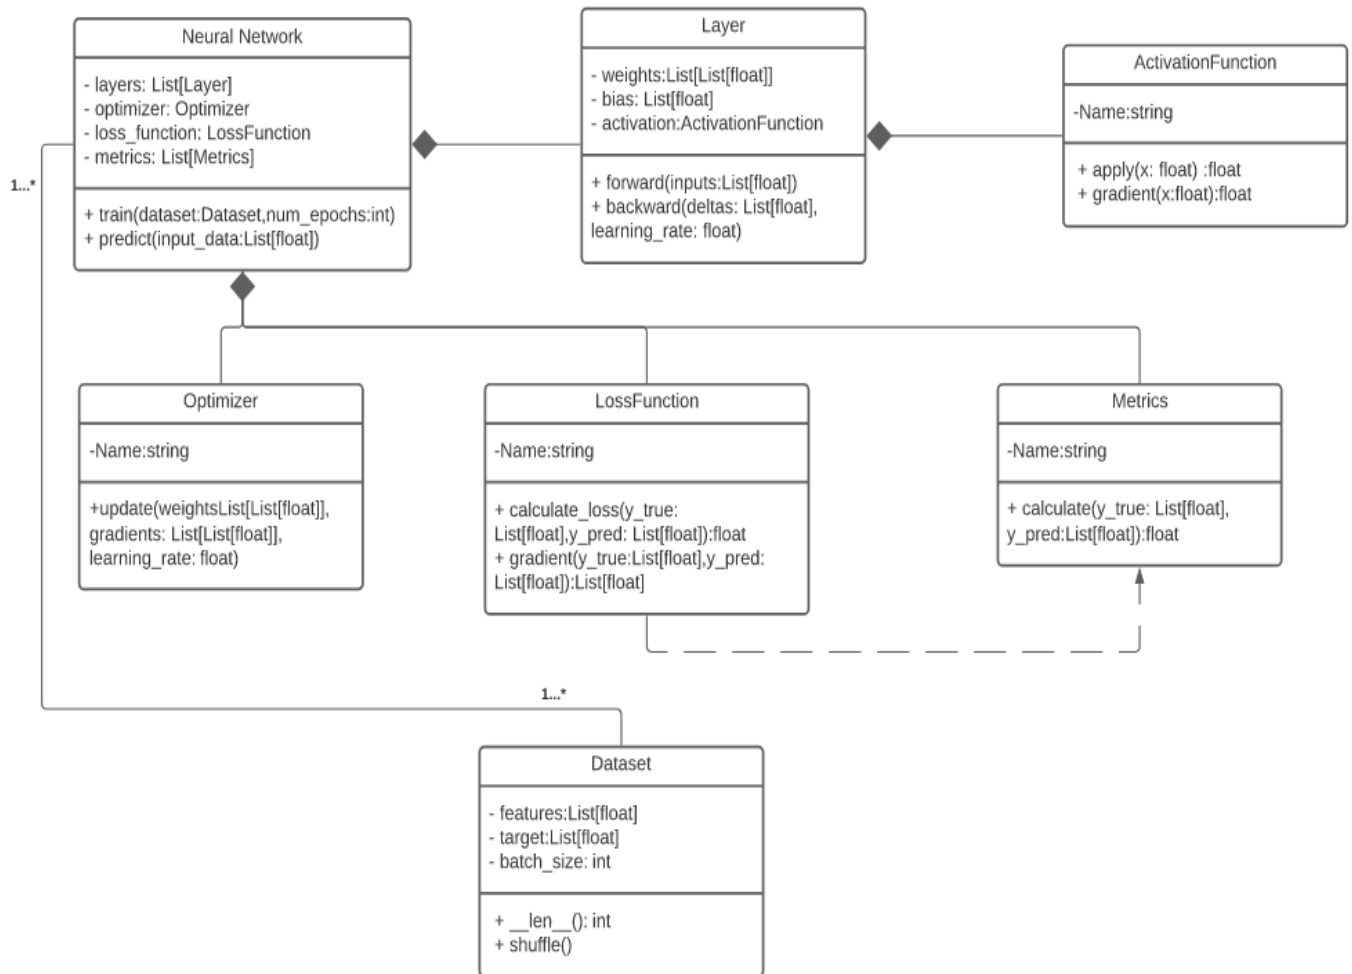 Neural Network
- layers: List[Layer]
- optimizer: Optimizer
- loss_function: LossFunction
- metrics: List[Metrics]
+ train(dataset:Dataset,num_epochs:int)
+ predict(input_data:List[float])
Layer
- weights:List[List[float]]
- bias: List[float]
- activation:ActivationFunction
+ forward(inputs:List[float])
+ backward(deltas: List[float],
learning_rate: float)
ActivationFunction
-Name:string
+ apply(x: float) :float
+ gradient(x:float):float
1...*
Optimizer
-Name:string
+update(weightsList[List[float]],
gradients: List[List[float]],
learning_rate: float)
LossFunction
-Name:string
+ calculate_loss(y_true:
List[float],y_pred: List[float]):float
+ gradient(y_true:List[float],y_pred:
List[float]):List[float]
Metrics
-Name:string
+ calculate(y_true: List[float],
y_pred:List[float]):float
1...*
Dataset
- features:List[float]
- target:List[float]
- batch_size: int
+ __len__(): int
+ shuffle()